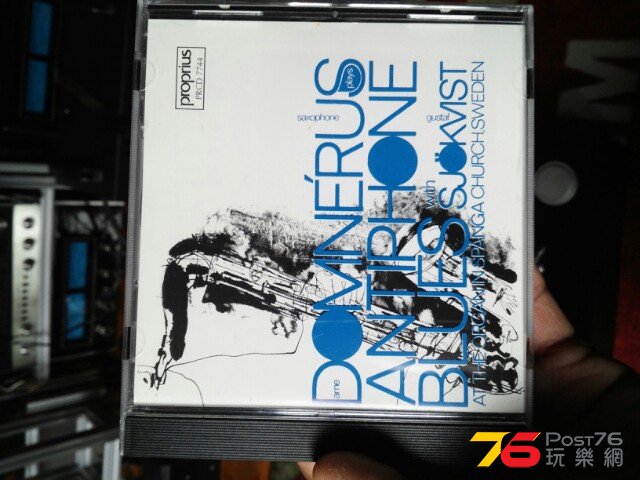 proprius
PRCD 7744
arne DOMNÉRUS plays
saxophone
ANTIPHONE
BLUES with gustaf SJÖKVIST
AT THE ORGAN IN SPÅNGA CHURCH, SWEDEN
76 POST76
玩樂網